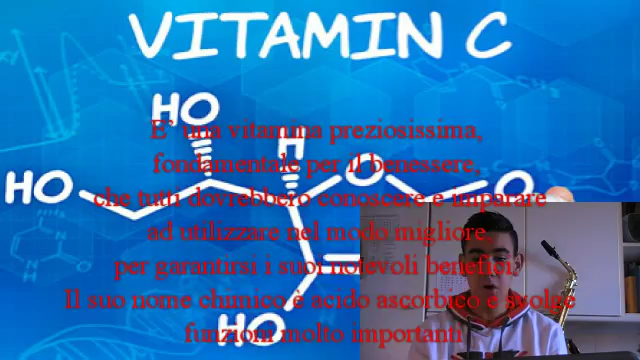 VITAMIN C
HO
E' una vitamina preziosissima,
H
fondamentale per il benessere,
HO O O
che tutti dovrebbero conoscere e imparare
ad utilizzare nel modo migliore,
per garantirsi i suoi notevoli benefici.
Il suo nome chimico è acido ascorbico e svolge
HO
funzioni molto importanti